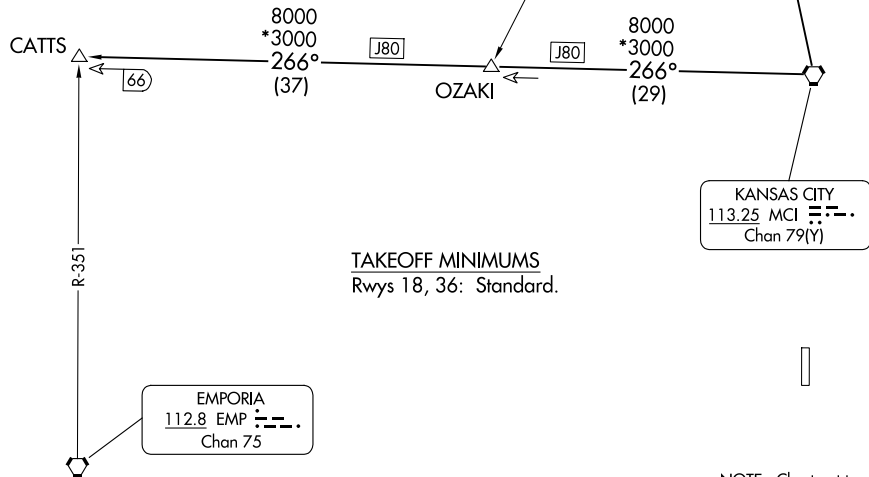 CATTS
8000
*3000
266°
(37)
J80
66
OZAKI
J80
8000
*3000
266°
(29)
KANSAS CITY
113.25 MCI
Chan 79(Y)
R-351
TAKEOFF MINIMUMS
Rwys 18, 36: Standard.
EMPORIA
112.8 EMP
Chan 75